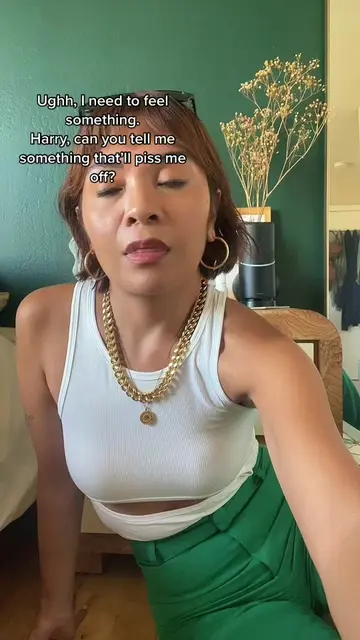 Ughh, I need to feel
something.
Harry, can you tell me
something that'll piss me
off?